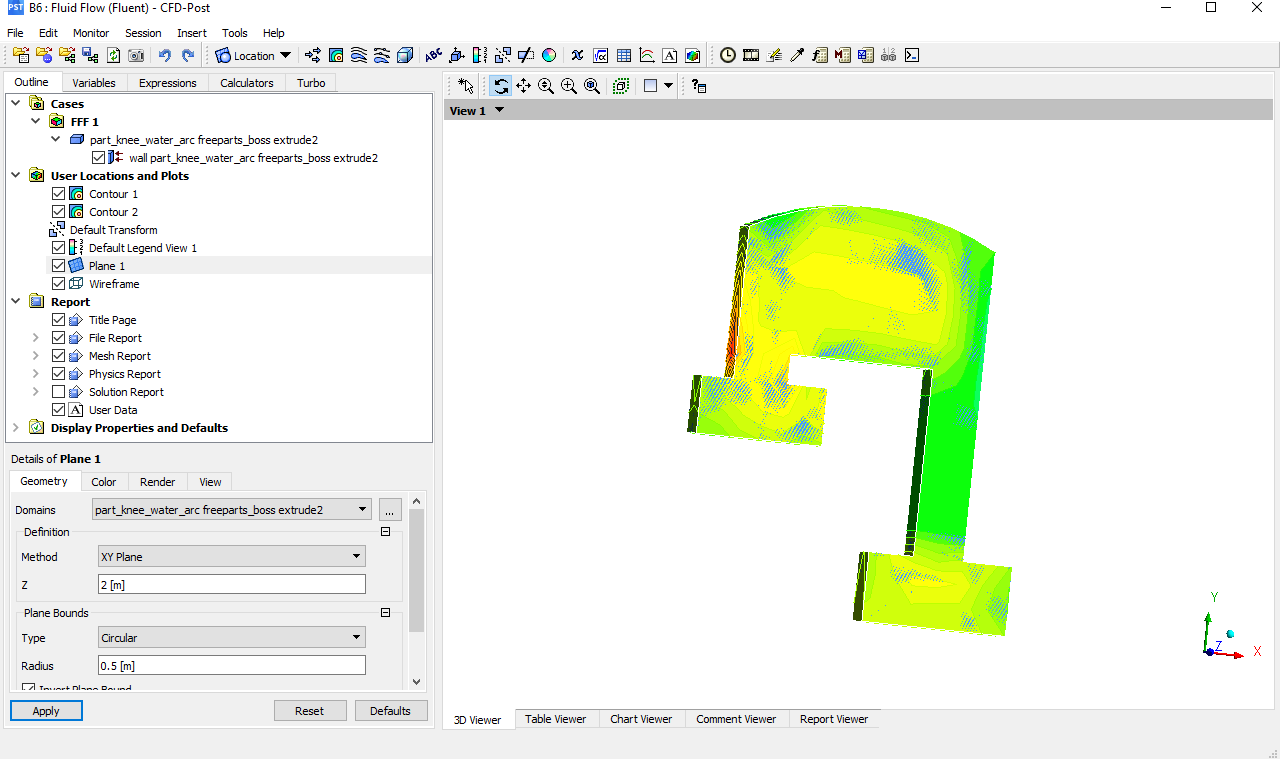 PST B6 : Fluid Flow (Fluent) - CFD-Post
File Edit Monitor Session Insert Tools Help
Location
Outline Variables Expressions Calculators Turbo
Cases
FFF 1
part_knee_water_arc freeparts_boss extrude2
wall part_knee_water_arc freeparts_boss extrude2
User Locations and Plots
Contour 1
Contour 2
Default Transform
Default Legend View 1
Plane 1
Wireframe
Report
Title Page
File Report
Mesh Report
Physics Report
Solution Report
A User Data
Display Properties and Defaults
Details of Plane 1
Geometry Color Render View
Domains part_knee_water_arc freeparts_boss extrude2 ...
Definition
Method XY Plane
Z 2 [m]
Plane Bounds
Type Circular
Radius 0.5 [m]
Invert Plane Bound
Apply Reset Defaults
View 1
Y
Z X
3D Viewer Table Viewer Chart Viewer Comment Viewer Report Viewer